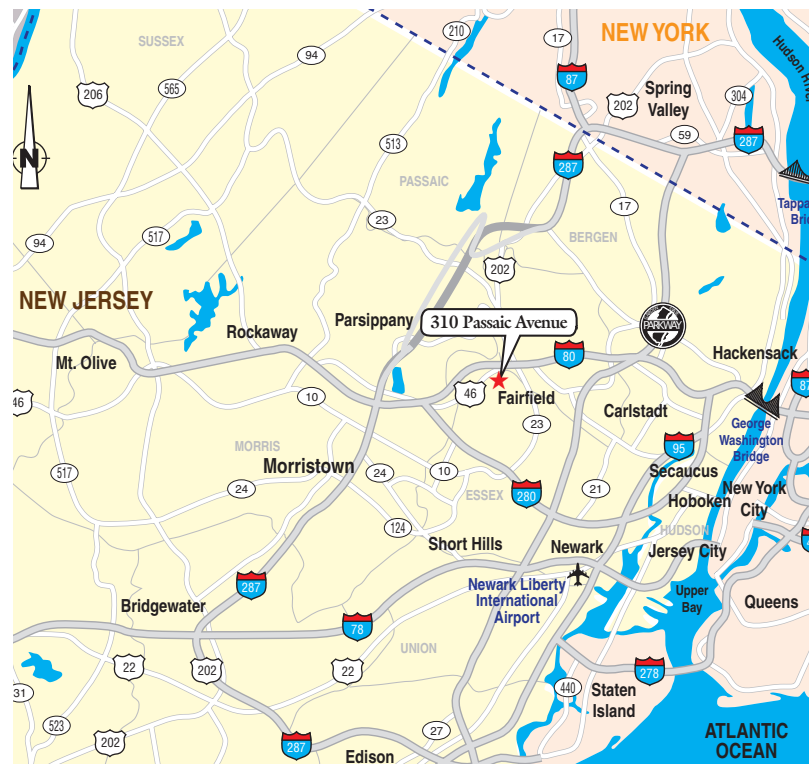 SUSSEX
94
210
17
NEW YORK
Hudson River
87
206
565
Spring
Valley
202
304
59
287
513
N
287
PASSAIC
Tappa
Brid
23
17
94
517
BERGEN
202
NEW JERSEY
Parsippany
310 Passaic Avenue
PARKWAY
Rockaway
Hackensack
Mt. Olive
80
87
46
10
46
Fairfield
Carlstadt
23
George
Washington
Bridge
MORRIS
95
517
Morristown
24
10
Secaucus
24
ESSEX
280
21
Hoboken
New York
City
124
HUDSON
Short Hills
Newark
Jersey City
Newark Liberty
International
Airport
287
Upper
Bay
Queens
Bridgewater
78
UNION
22
202
22
278
31
440
Staten
Island
523
27
202
287
ATLANTIC
OCEAN
Edison